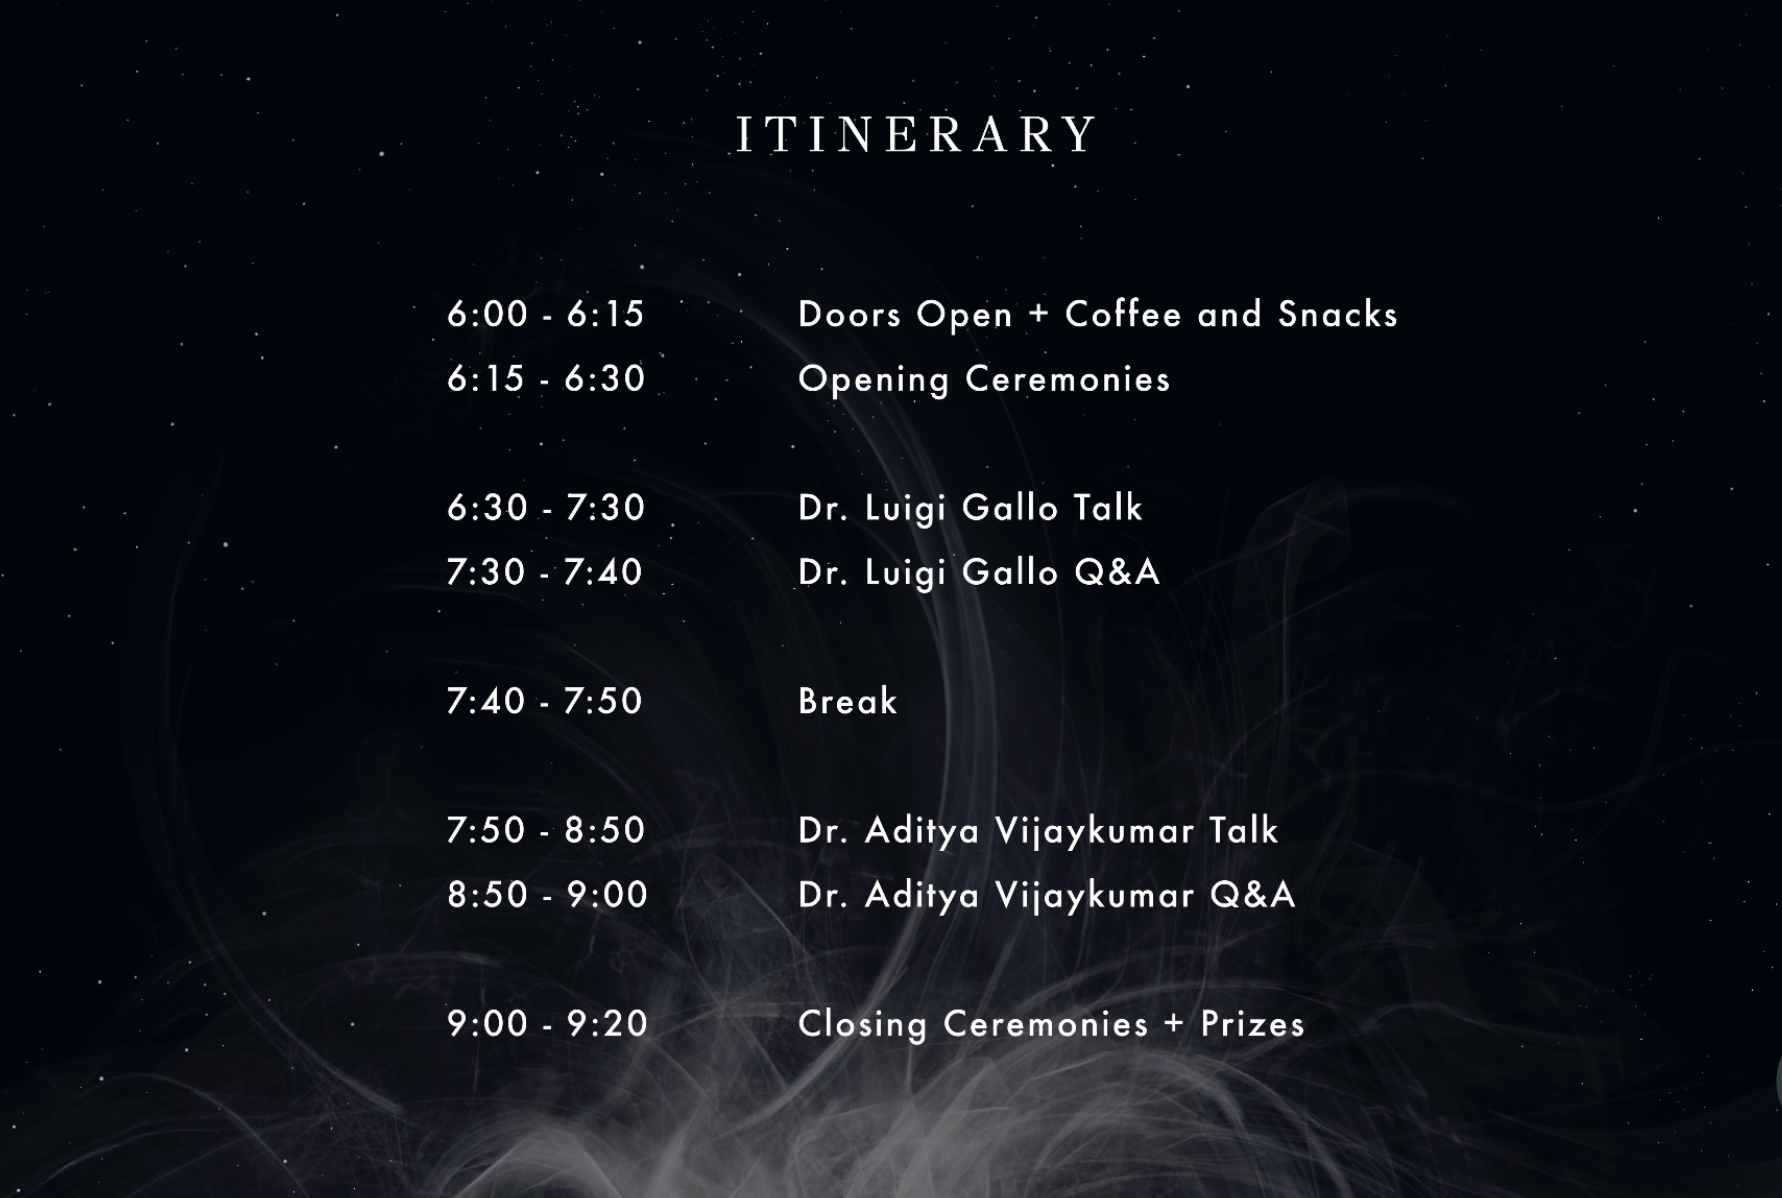 ITINERARY
6:00 - 6:15 Doors Open + Coffee and Snacks
6:15 - 6:30 Opening Ceremonies
6:30 - 7:30 Dr. Luigi Gallo Talk
7:30 - 7:40 Dr. Luigi Gallo Q&A
7:40 - 7:50 Break
7:50 - 8:50 Dr. Aditya Vijaykumar Talk
8:50 - 9:00 Dr. Aditya Vijaykumar Q&A
9:00 - 9:20 Closing Ceremonies + Prizes